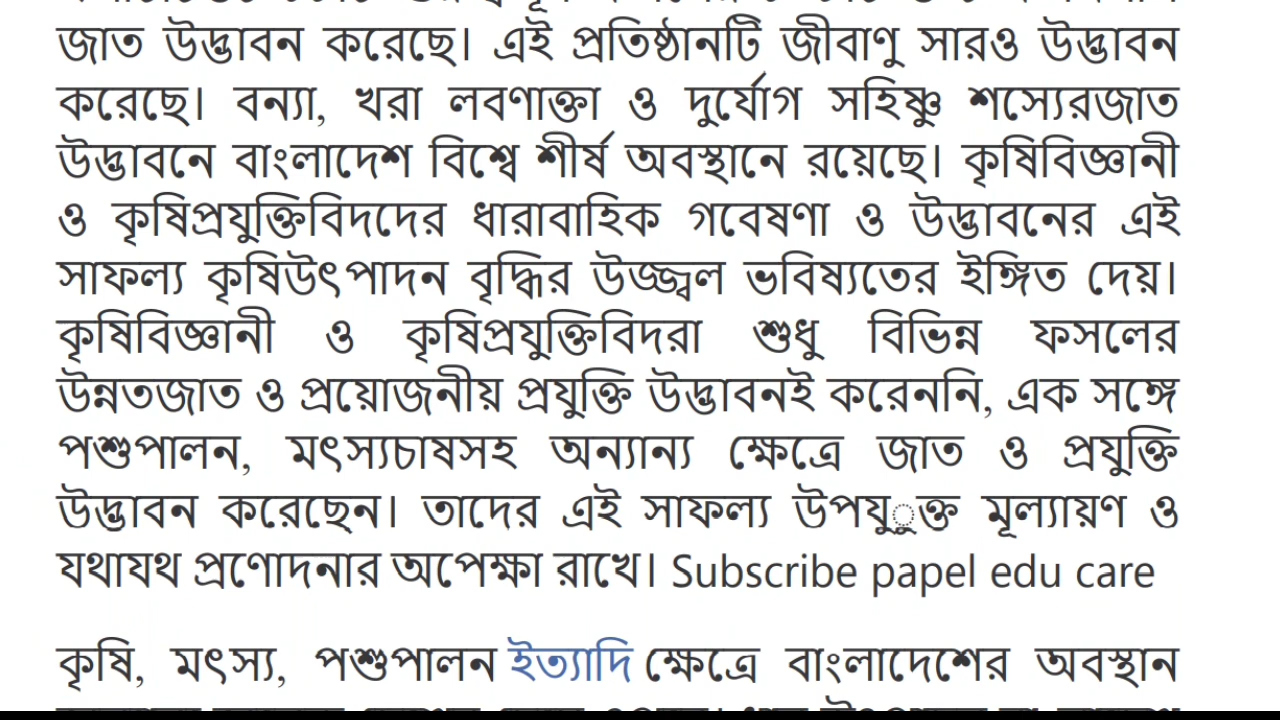 জাত উদ্ভাবন করেছে। এই প্রতিষ্ঠানটি জীবাণু সারও উদ্ভাবন
করেছে। বন্যা, খরা লবণাক্তা ও দুর্যোগ সহিষ্ণু শস্যেরজাত
উদ্ভাবনে বাংলাদেশ বিশ্বে শীর্ষ অবস্থানে রয়েছে। কৃষিবিজ্ঞানী
ও কৃষিপ্রযুক্তিবিদদের ধারাবাহিক গবেষণা ও উদ্ভাবনের এই
সাফল্য কৃষিউৎপাদন বৃদ্ধির উজ্জ্বল ভবিষ্যতের ইঙ্গিত দেয়।
কৃষিবিজ্ঞানী ও কৃষিপ্রযুক্তিবিদরা শুধু বিভিন্ন ফসলের
উন্নতজাত ও প্রয়োজনীয় প্রযুক্তি উদ্ভাবনই করেননি, এক সঙ্গে
পশুপালন, মৎস্যচাষসহ অন্যান্য ক্ষেত্রে জাত ও প্রযুক্তি
উদ্ভাবন করেছেন। তাদের এই সাফল্য উপযুুক্ত মূল্যায়ণ ও
যথাযথ প্রণোদনার অপেক্ষা রাখে। Subscribe papel edu care
কৃষি, মৎস্য, পশুপালন ইত্যাদি ক্ষেত্রে বাংলাদেশের অবস্থান